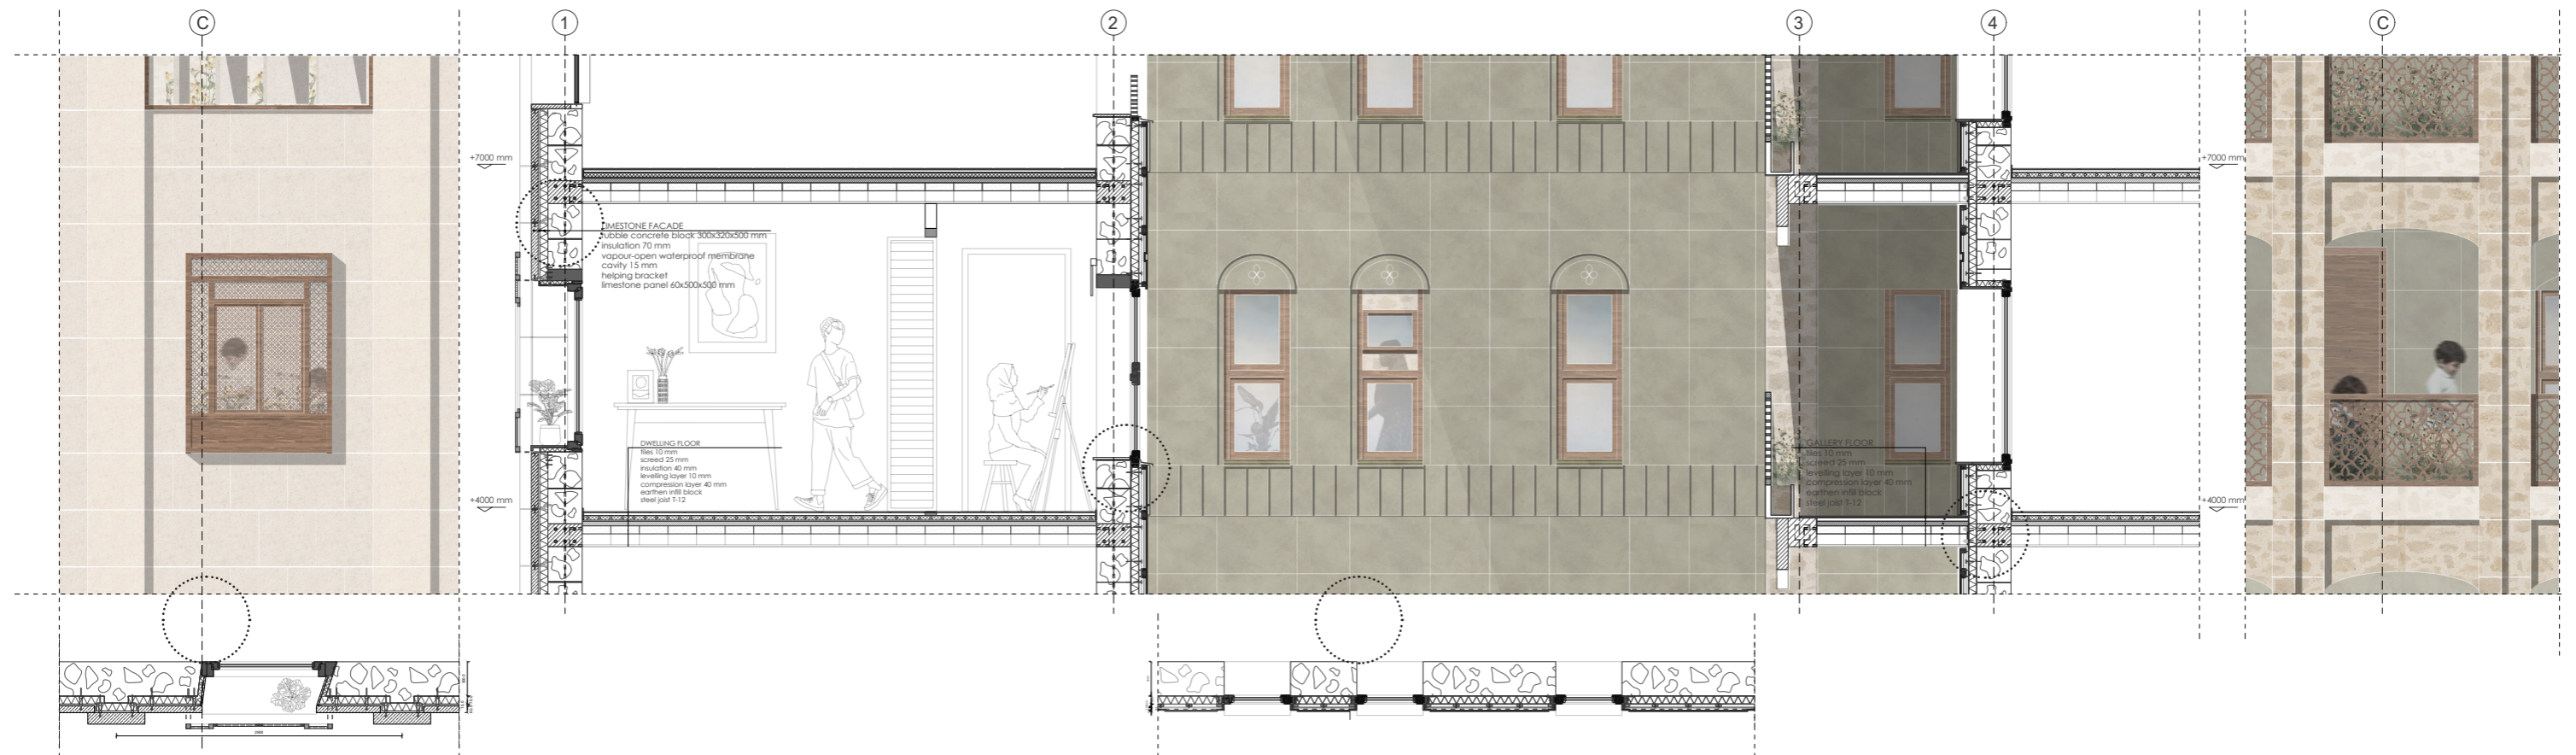 C
1
2
3
4
C
+7000 mm
+7000 mm
LIMESTONE FACADE
rubble concrete block 300x320x500 mm
insulation 70 mm
vapour-open waterproof membrane
cavity 15 mm
helping bracket
limestone panel 60x500x500 mm
DWELLING FLOOR
tiles 10 mm
screed 25 mm
insulation 40 mm
levelling layer 10 mm
compression layer 40 mm
earthen infill block
steel joist T-12
GALLERY FLOOR
tiles 10 mm
screed 25 mm
levelling layer 10 mm
compression layer 40 mm
earthen infill block
steel joist T-12
+4000 mm
+4000 mm